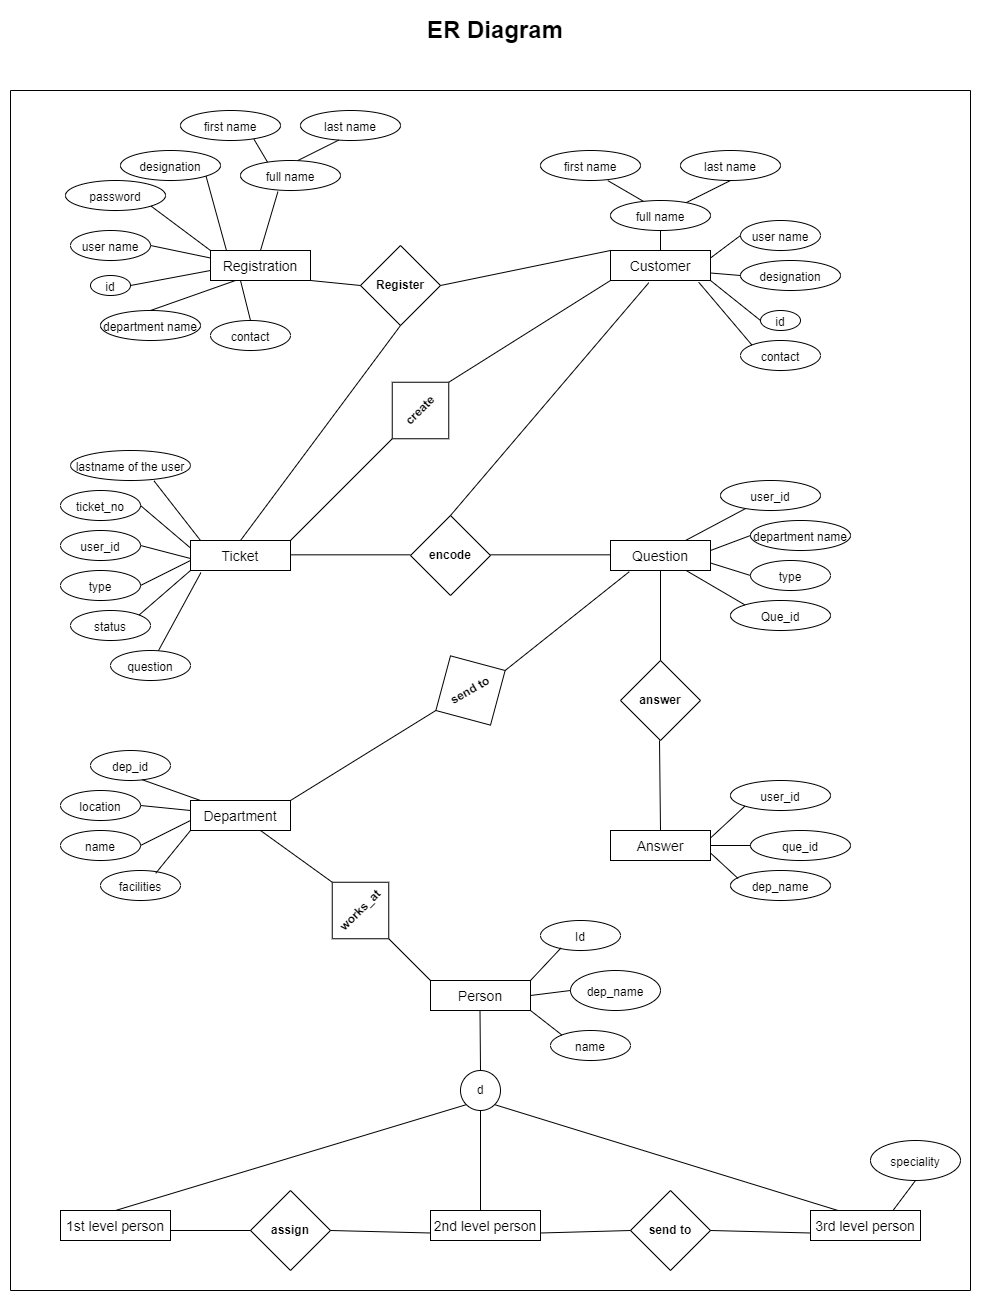 ER Diagram
first name
last name
designation
full name
password
user name
Registration
id
department name
contact
Register
first name
last name
full name
user name
Customer
designation
id
contact
create
lastname of the user
ticket_no
user_id
type
status
question
Ticket
encode
Question
user_id
department name
type
Que_id
send to
answer
dep_id
location
name
facilities
Department
Answer
user_id
que_id
dep_name
works_at
Person
Id
dep_name
name
d
speciality
1st level person
assign
2nd level person
send to
3rd level person